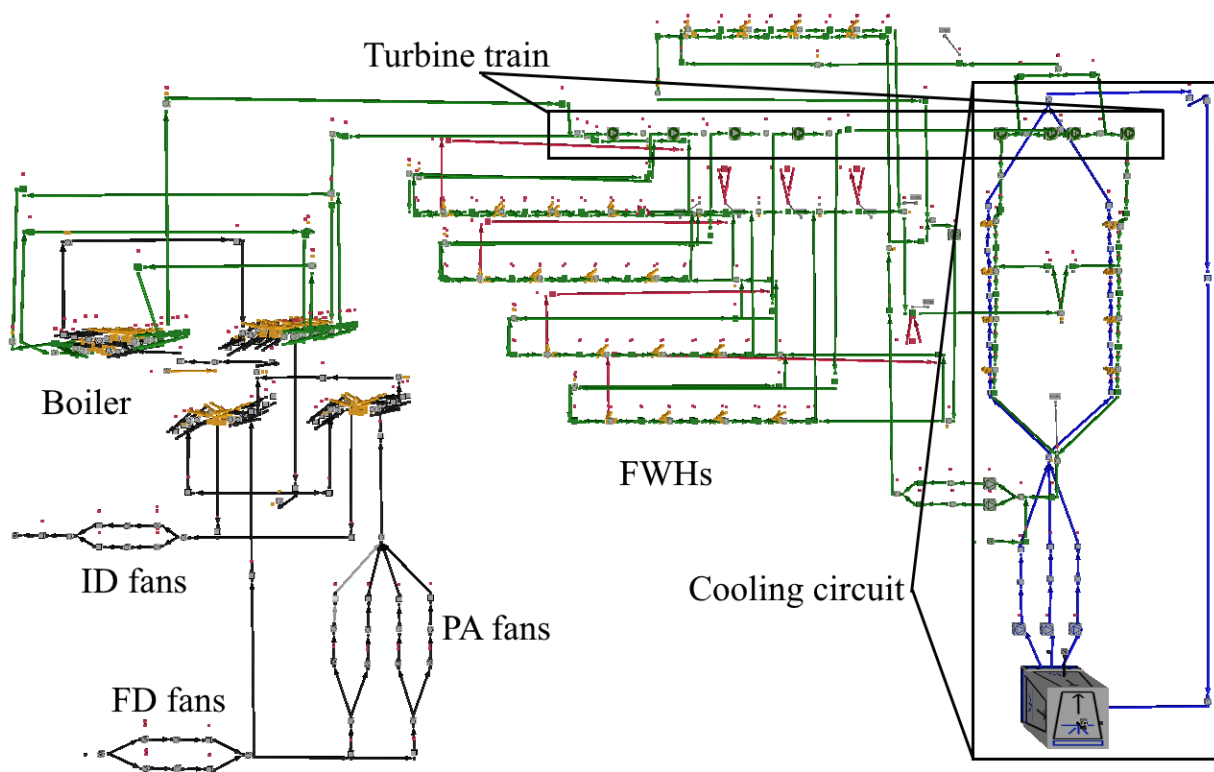 Turbine train
Boiler
FWHs
ID fans
Cooling circuit
PA fans
FD fans